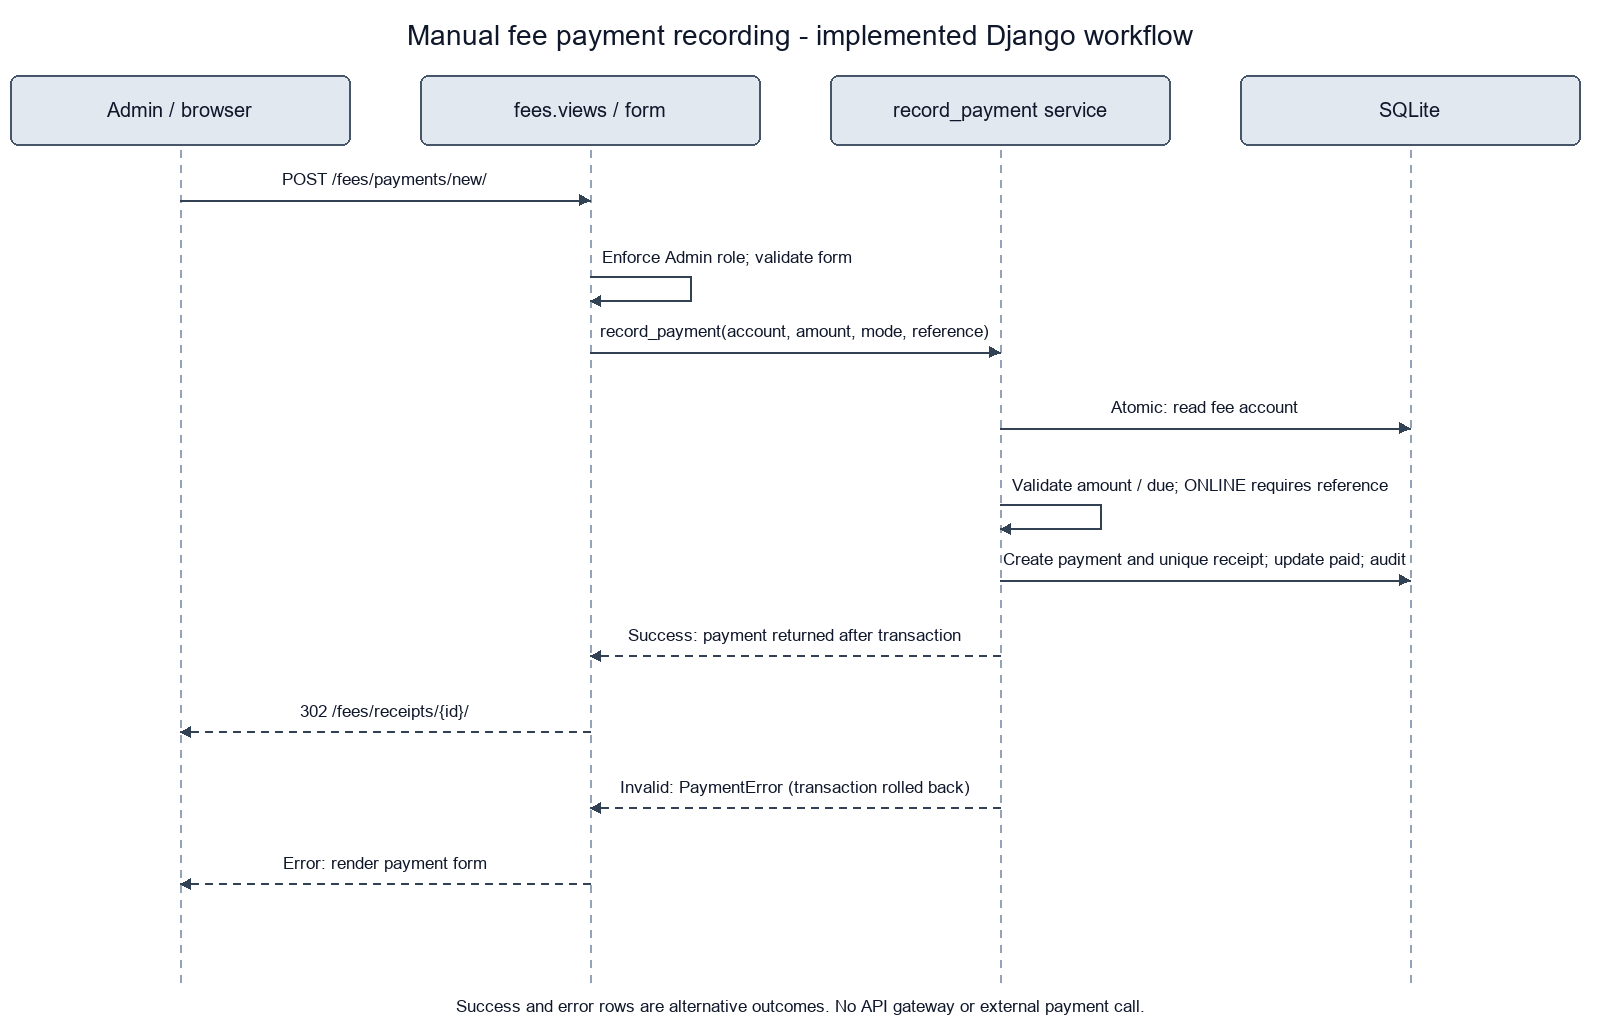 Manual fee payment recording - implemented Django workflow
Admin / browser
fees.views / form
record_payment service
SQLite
POST /fees/payments/new/
Enforce Admin role; validate form
record_payment(account, amount, mode, reference)
Atomic: read fee account
Validate amount / due; ONLINE requires reference
Create payment and unique receipt; update paid; audit
Success: payment returned after transaction
302 /fees/receipts/{id}/
Invalid: PaymentError (transaction rolled back)
Error: render payment form
Success and error rows are alternative outcomes. No API gateway or external payment call.